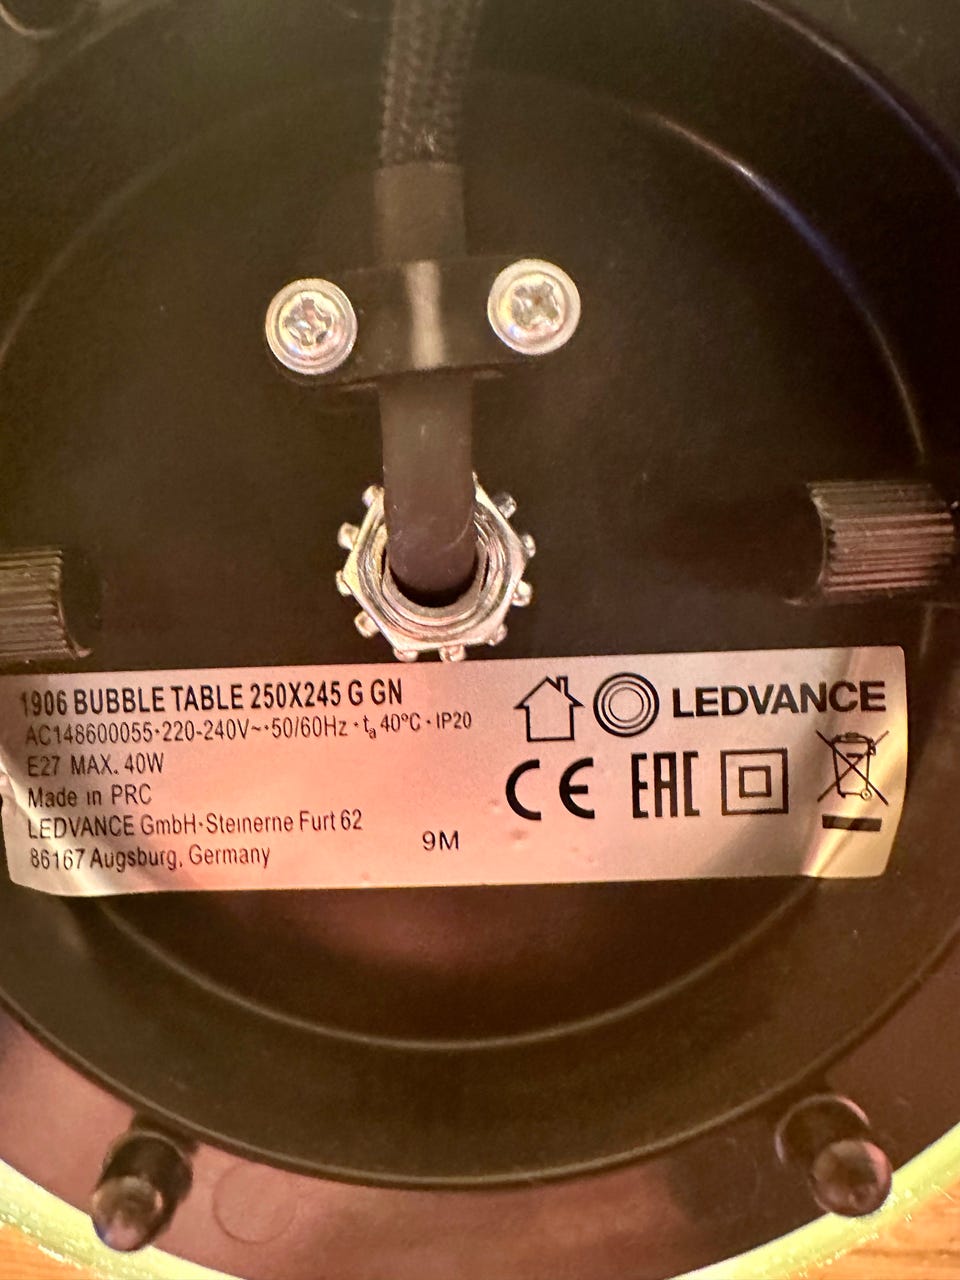 1906 BUBBLE TABLE 250X245 G GN
AC148600055·220-240V~·50/60Hz·ta 40°C·IP20
E27 MAX. 40W
Made in PRC
LEDVANCE GmbH·Steinerne Furt 62
86167 Augsburg, Germany
9M
LEDVANCE
CE EAC